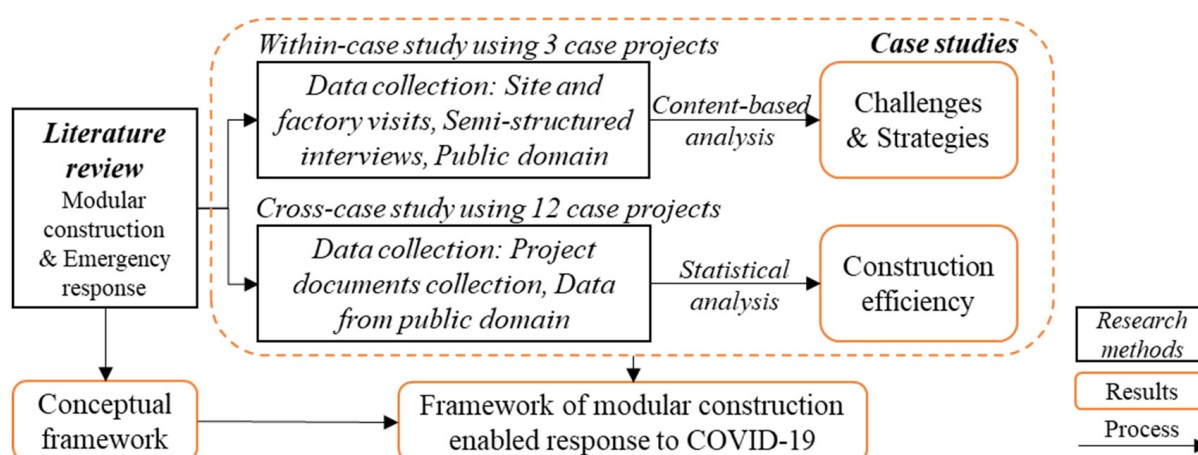 Within-case study using 3 case projects
Case studies
Data collection: Site and
factory visits, Semi-structured
interviews, Public domain
Content-based
analysis
Challenges
& Strategies
Literature
review
Modular
construction
& Emergency
response
Cross-case study using 12 case projects
Data collection: Project
documents collection, Data
from public domain
Statistical
analysis
Construction
efficiency
Conceptual
framework
Framework of modular construction
enabled response to COVID-19
Research
methods
Results
Process